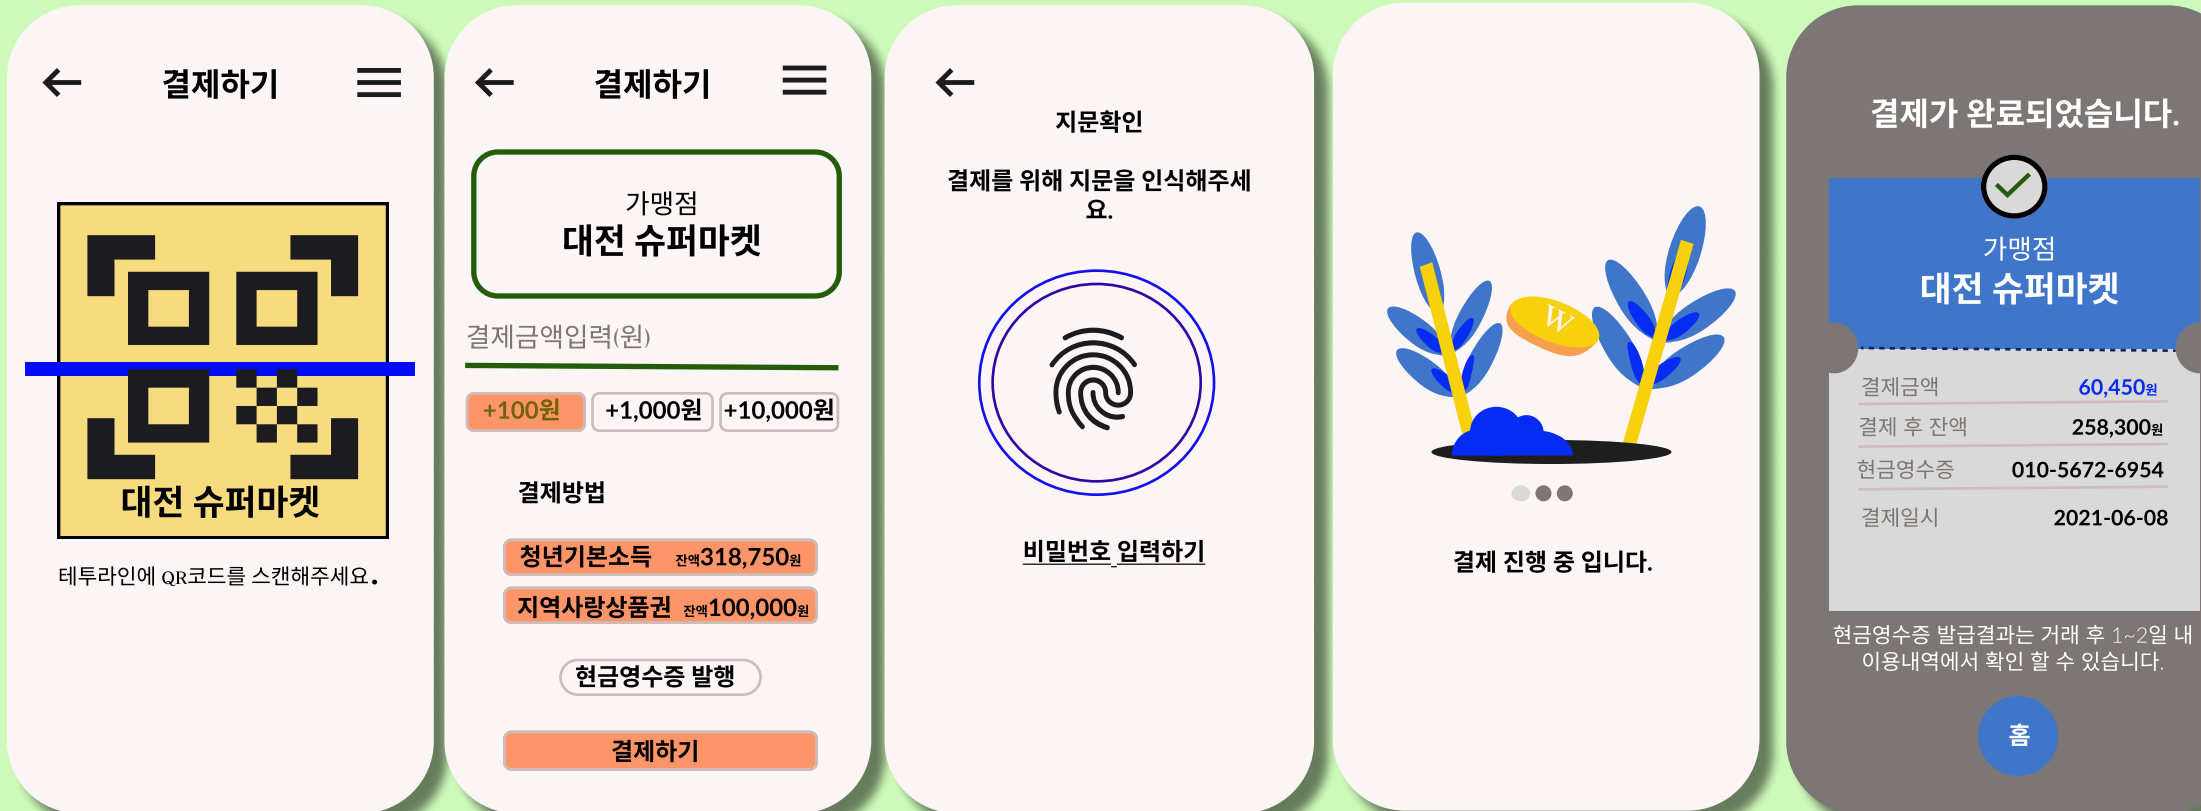 결제하기
대전 슈퍼마켓
테투라인에 QR코드를 스캔해주세요.
결제하기
가맹점
대전 슈퍼마켓
결제금액입력(원)
+100원 +1,000원 +10,000원
결제방법
청년기본소득 잔액318,750원
지역사랑상품권 잔액100,000원
현금영수증 발행
결제하기
지문확인
결제를 위해 지문을 인식해주세
요.
비밀번호 입력하기
W
결제 진행 중 입니다.
결제가 완료되었습니다.
가맹점
대전 슈퍼마켓
결제금액 60,450원
결제 후 잔액 258,300원
현금영수증 010-5672-6954
결제일시 2021-06-08
현금영수증 발급결과는 거래 후 1~2일 내
이용내역에서 확인 할 수 있습니다.
홈